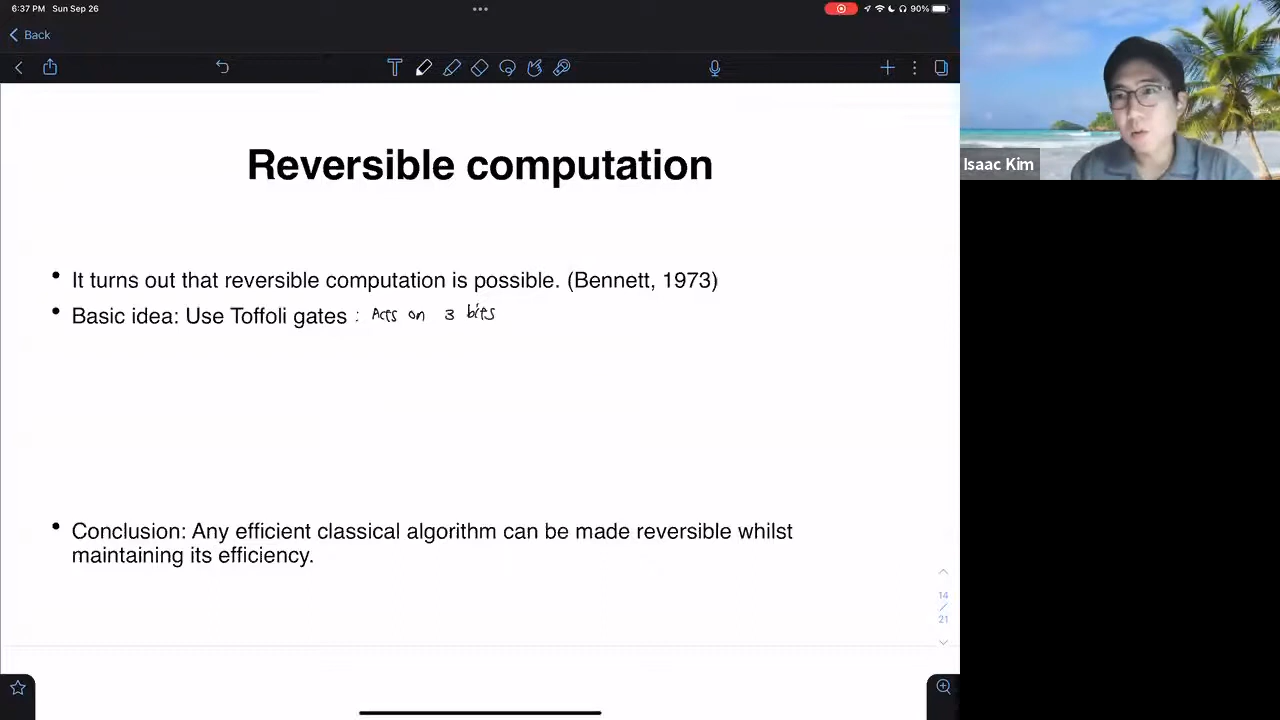 6:37 PM Sun Sep 26
90%
Back
Isaac Kim
Reversible computation
• It turns out that reversible computation is possible. (Bennett, 1973)
• Basic idea: Use Toffoli gates : Acts on 3 bits
• Conclusion: Any efficient classical algorithm can be made reversible whilst
maintaining its efficiency.
14
/
21